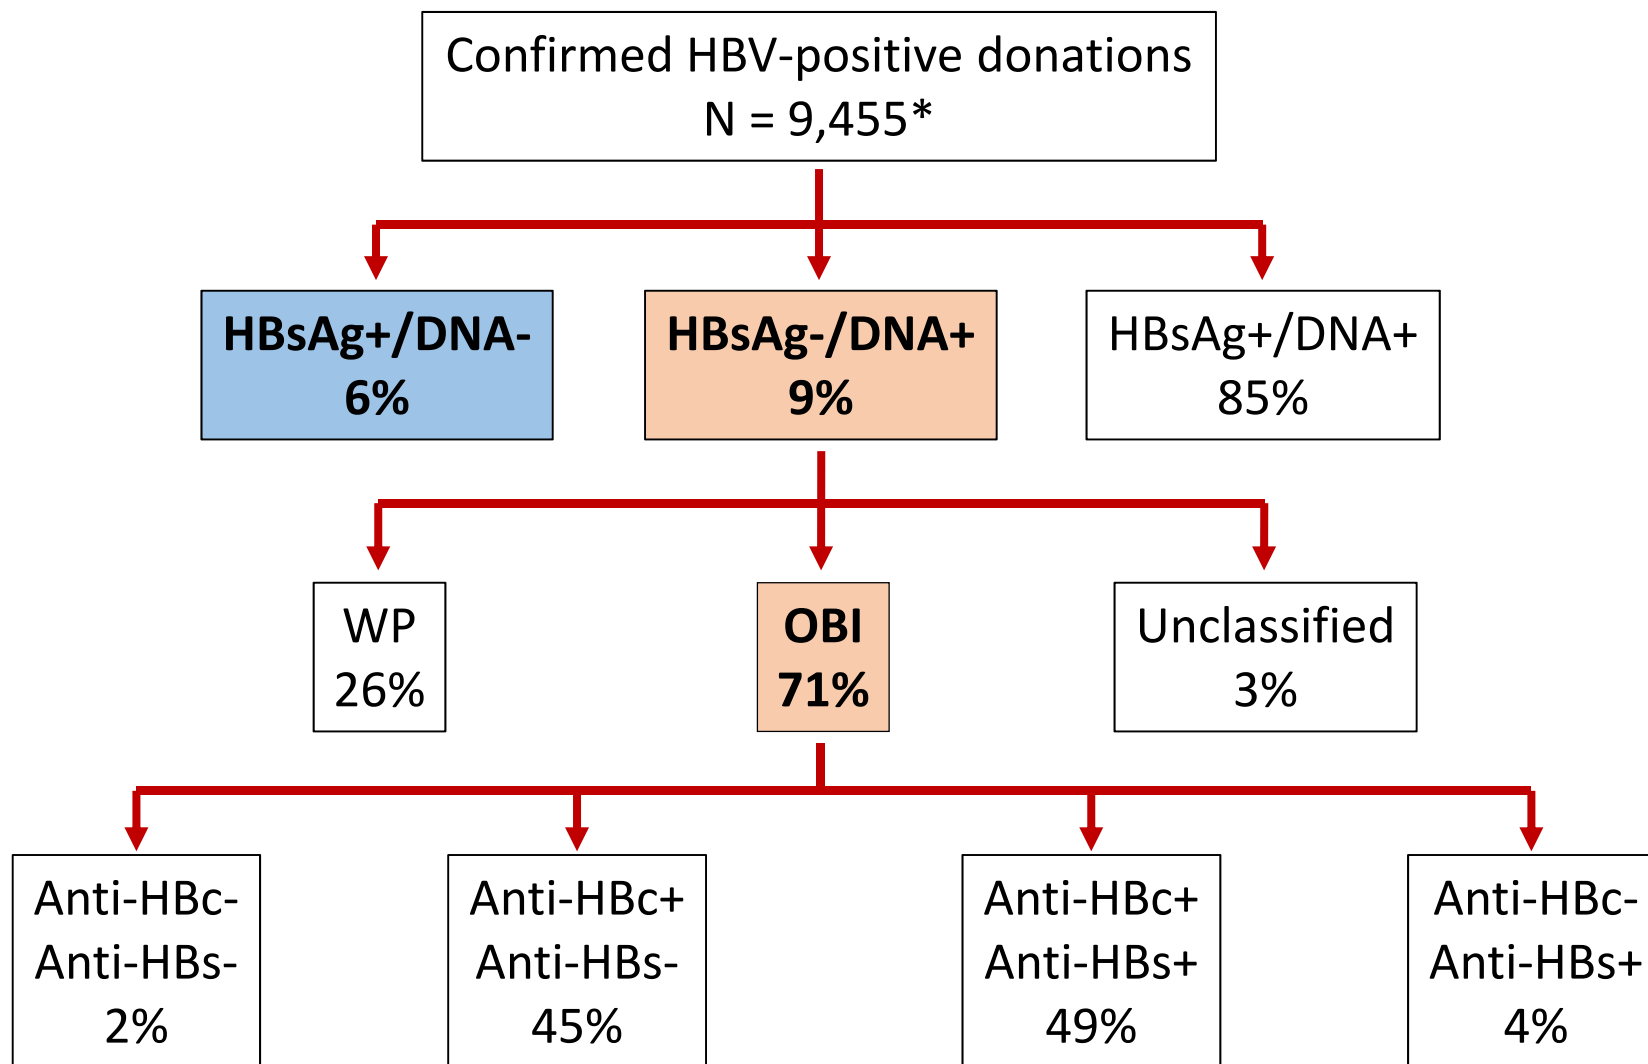 Confirmed HBV-positive donations
N = 9,455*
HBsAg+/DNA-
6%
HBsAg-/DNA+
9%
HBsAg+/DNA+
85%
WP
26%
OBI
71%
Unclassified
3%
Anti-HBc-
Anti-HBs-
2%
Anti-HBc+
Anti-HBs-
45%
Anti-HBc+
Anti-HBs+
49%
Anti-HBc-
Anti-HBs+
4%